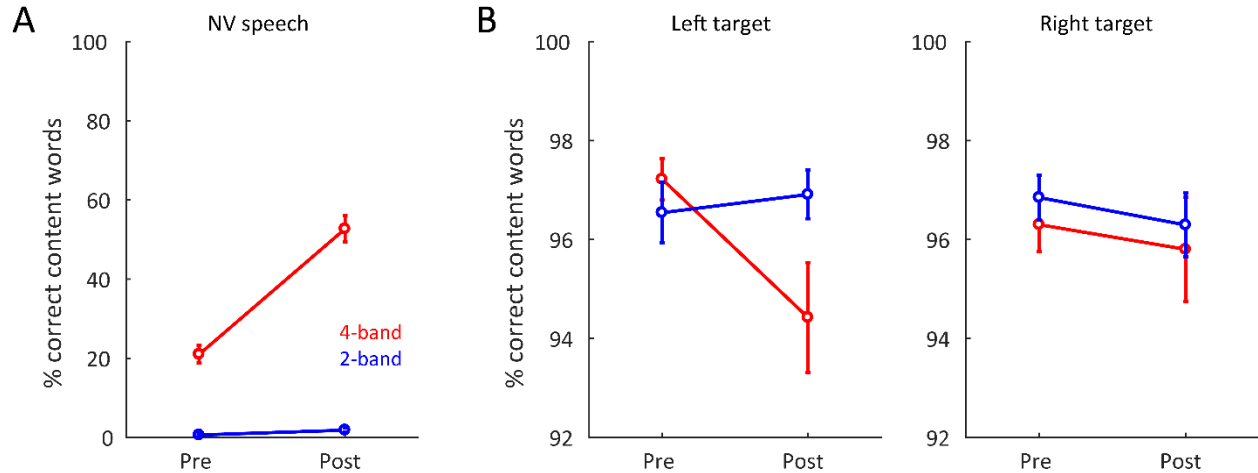 A
NV speech
% correct content words
100
80
60
40
20
0
4-band
2-band
Pre
Post
B
Left target
% correct content words
100
98
96
94
92
Pre
Post
Right target
100
98
96
94
92
Pre
Post